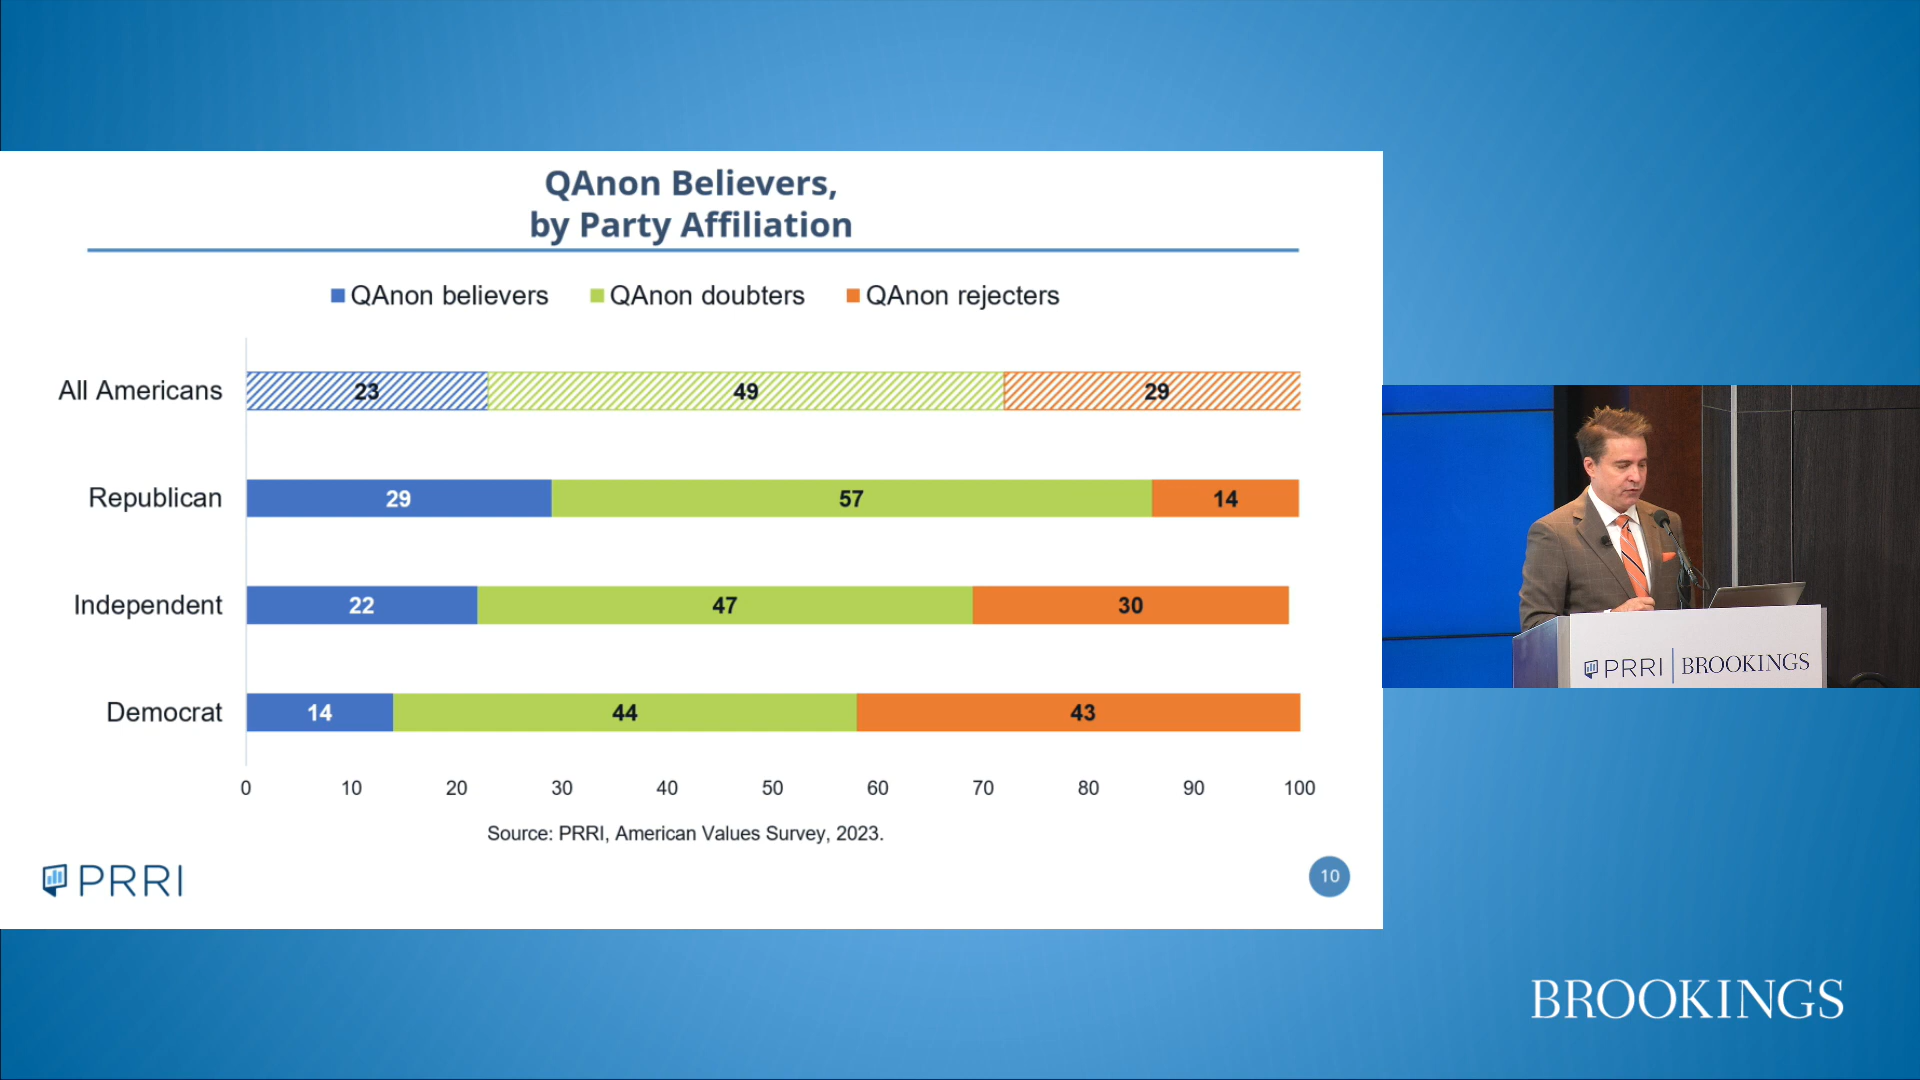 QAnon Believers,
by Party Affiliation
QAnon believers QAnon doubters QAnon rejecters
All Americans 23 49 29
Republican 29 57 14
Independent 22 47 30
Democrat 14 44 43
0 10 20 30 40 50 60 70 80 90 100
Source: PRRI, American Values Survey, 2023.
PRRI
10
PRRI BROOKINGS
BROOKINGS